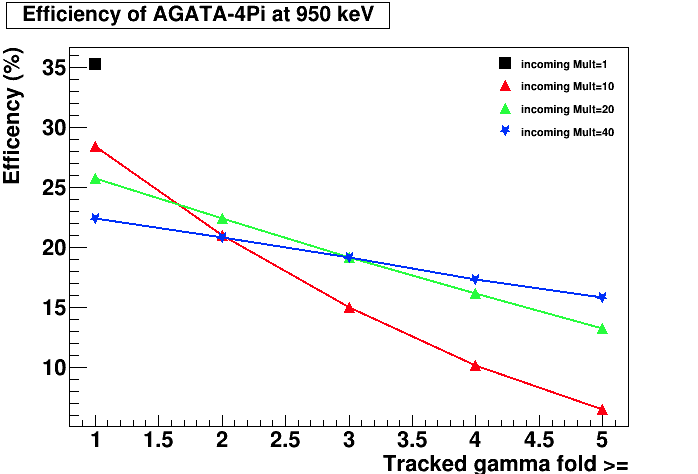 Efficiency of AGATA-4Pi at 950 keV
Efficency (%)
35
30
25
20
15
10
incoming Mult=1
incoming Mult=10
incoming Mult=20
incoming Mult=40
1 1.5 2 2.5 3 3.5 4 4.5 5
Tracked gamma fold >=